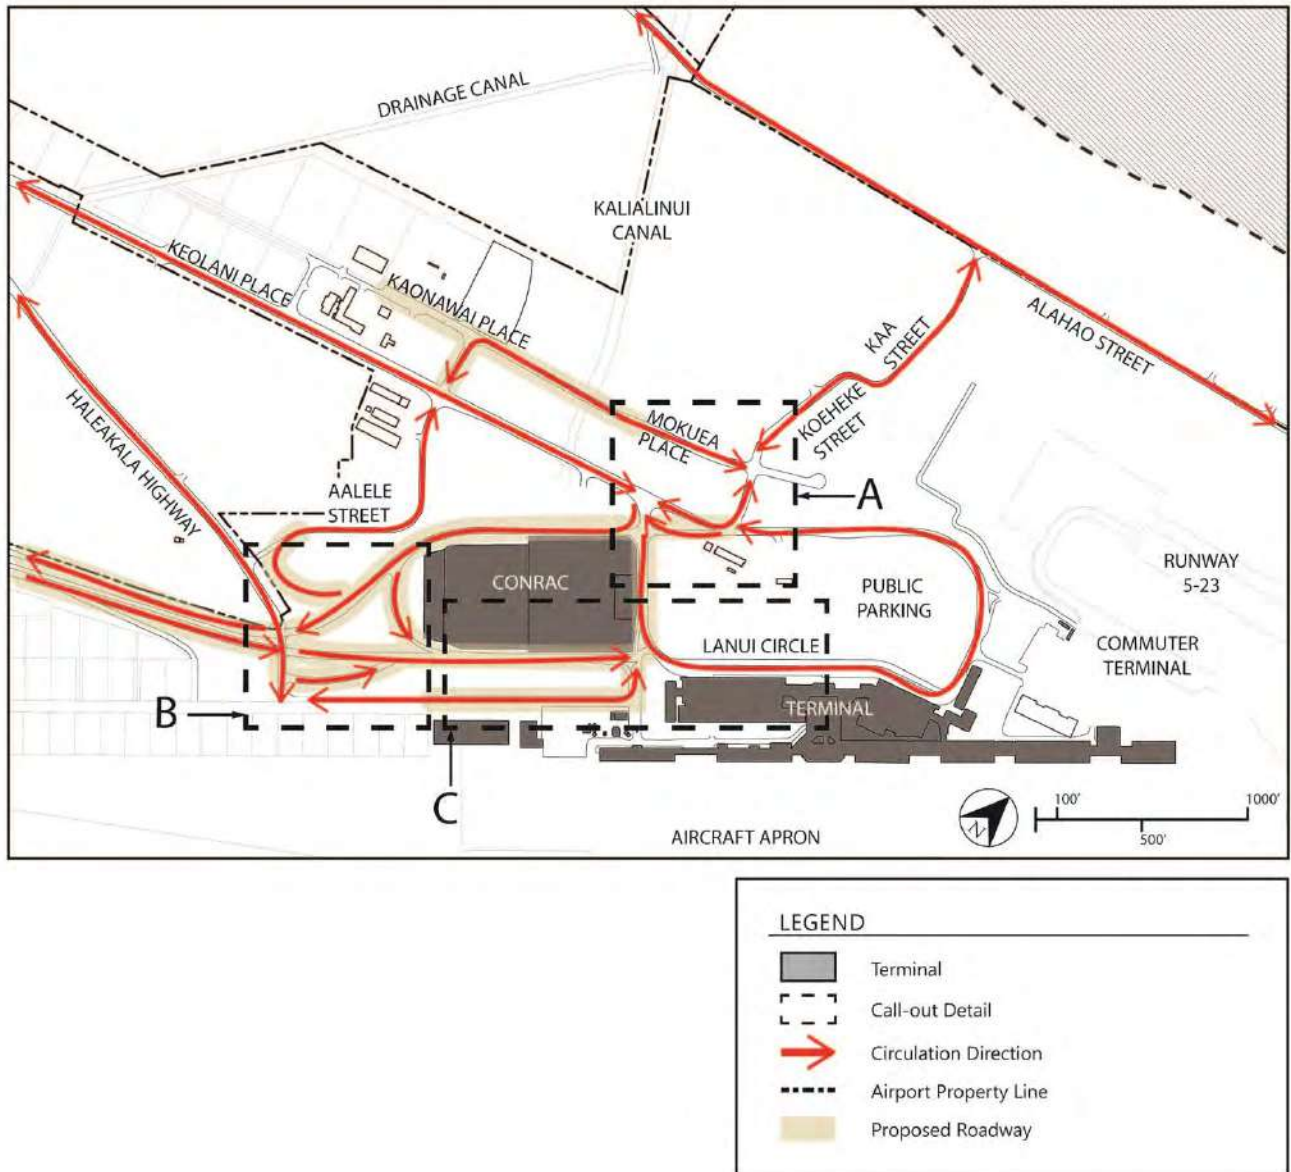 DRAINAGE CANAL
KALIALINUI
CANAL
KEOLANI PLACE
KAONAWAI PLACE
KAA
STREET
ALAHAO STREET
HALEAKALA HIGHWAY
MOKUEA
PLACE
KOEHEKE
STREET
AALELE
STREET
A
RUNWAY
5-23
CONRAC
PUBLIC
PARKING
LANUI CIRCLE
COMMUTER
TERMINAL
B
TERMINAL
C
N
100'
1000'
500'
AIRCRAFT APRON
LEGEND
Terminal
Call-out Detail
Circulation Direction
Airport Property Line
Proposed Roadway